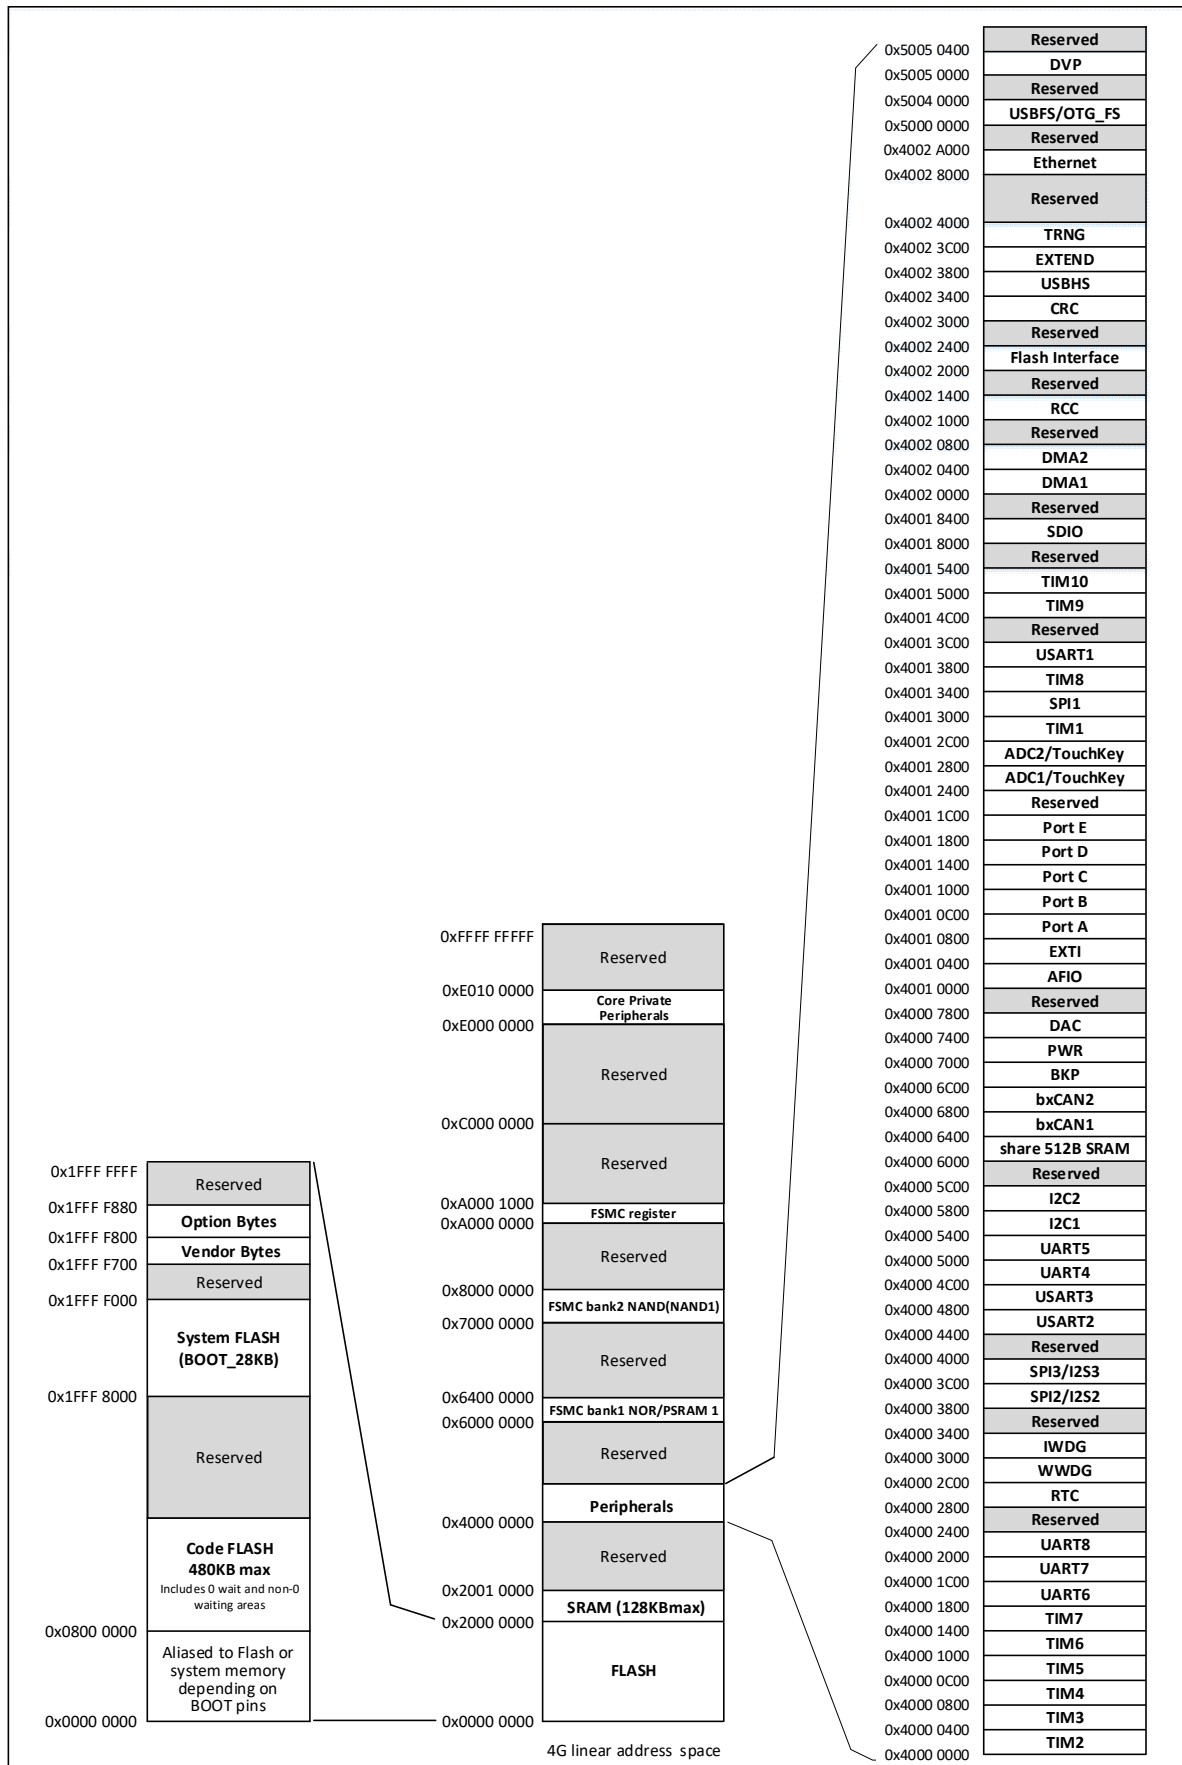 0x1FFF FFFF
Reserved
0x1FFF F880
Option Bytes
0x1FFF F800
Vendor Bytes
0x1FFF F700
Reserved
0x1FFF F000
System FLASH
(BOOT_28KB)
0x1FFF 8000
Reserved
Code FLASH
480KB max
Includes 0 wait and non-0
waiting areas
0x0800 0000
Aliased to Flash or
system memory
depending on
BOOT pins
0x0000 0000
0xFFFF FFFFF
Reserved
0xE010 0000
Core Private
Peripherals
0xE000 0000
Reserved
0xC000 0000
Reserved
0xA000 1000
FSMC register
0xA000 0000
Reserved
0x8000 0000
FSMC bank2 NAND(NAND1)
0x7000 0000
Reserved
0x6400 0000
FSMC bank1 NOR/PSRAM 1
0x6000 0000
Reserved
Peripherals
0x4000 0000
Reserved
0x2001 0000
SRAM (128KBmax)
0x2000 0000
FLASH
0x0000 0000
4G linear address space
Reserved
0x5005 0400
DVP
0x5005 0000
Reserved
0x5004 0000
USBFS/OTG_FS
0x5000 0000
Reserved
0x4002 A000
Ethernet
0x4002 8000
Reserved
0x4002 4000
TRNG
0x4002 3C00
EXTEND
0x4002 3800
USBHS
0x4002 3400
CRC
0x4002 3000
Reserved
0x4002 2400
Flash Interface
0x4002 2000
Reserved
0x4002 1400
RCC
0x4002 1000
Reserved
0x4002 0800
DMA2
0x4002 0400
DMA1
0x4002 0000
Reserved
0x4001 8400
SDIO
0x4001 8000
Reserved
0x4001 5400
TIM10
0x4001 5000
TIM9
0x4001 4C00
Reserved
0x4001 3C00
USART1
0x4001 3800
TIM8
0x4001 3400
SPI1
0x4001 3000
TIM1
0x4001 2C00
ADC2/TouchKey
0x4001 2800
ADC1/TouchKey
0x4001 2400
Reserved
0x4001 1C00
Port E
0x4001 1800
Port D
0x4001 1400
Port C
0x4001 1000
Port B
0x4001 0C00
Port A
0x4001 0800
EXTI
0x4001 0400
AFIO
0x4001 0000
Reserved
0x4000 7800
DAC
0x4000 7400
PWR
0x4000 7000
BKP
0x4000 6C00
bxCAN2
0x4000 6800
bxCAN1
0x4000 6400
share 512B SRAM
0x4000 6000
Reserved
0x4000 5C00
I2C2
0x4000 5800
I2C1
0x4000 5400
UART5
0x4000 5000
UART4
0x4000 4C00
USART3
0x4000 4800
USART2
0x4000 4400
Reserved
0x4000 4000
SPI3/I2S3
0x4000 3C00
SPI2/I2S2
0x4000 3800
Reserved
0x4000 3400
IWDG
0x4000 3000
WWDG
0x4000 2C00
RTC
0x4000 2800
Reserved
0x4000 2400
UART8
0x4000 2000
UART7
0x4000 1C00
UART6
0x4000 1800
TIM7
0x4000 1400
TIM6
0x4000 1000
TIM5
0x4000 0C00
TIM4
0x4000 0800
TIM3
0x4000 0400
TIM2
0x4000 0000